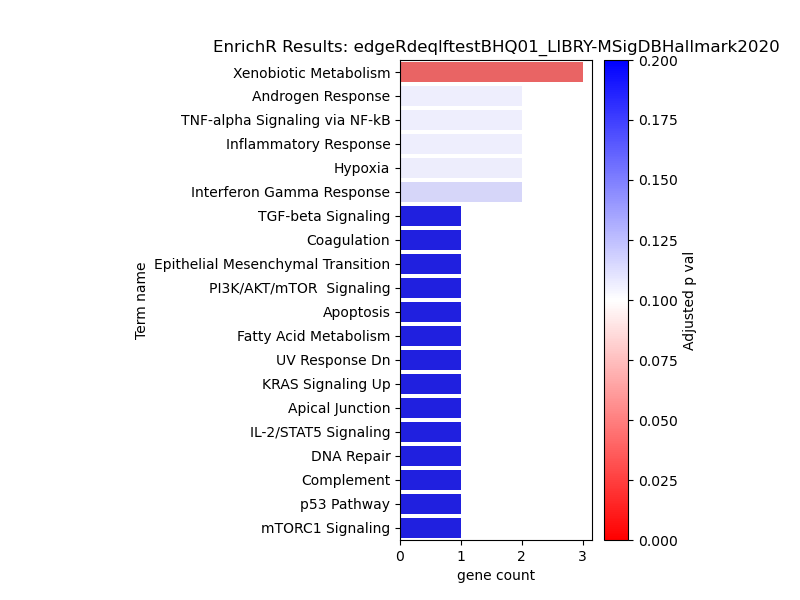 EnrichR Results: edgeRdeqlftestBHQ01_LIBRY-MSigDBHallmark2020
Xenobiotic Metabolism
Androgen Response
TNF-alpha Signaling via NF-kB
Inflammatory Response
Hypoxia
Interferon Gamma Response
TGF-beta Signaling
Coagulation
Epithelial Mesenchymal Transition
PI3K/AKT/mTOR  Signaling
Apoptosis
Fatty Acid Metabolism
UV Response Dn
KRAS Signaling Up
Apical Junction
IL-2/STAT5 Signaling
DNA Repair
Complement
p53 Pathway
mTORC1 Signaling
Term name
0 1 2 3
gene count
0.200
0.175
0.150
0.125
0.100
0.075
0.050
0.025
0.000
Adjusted p val